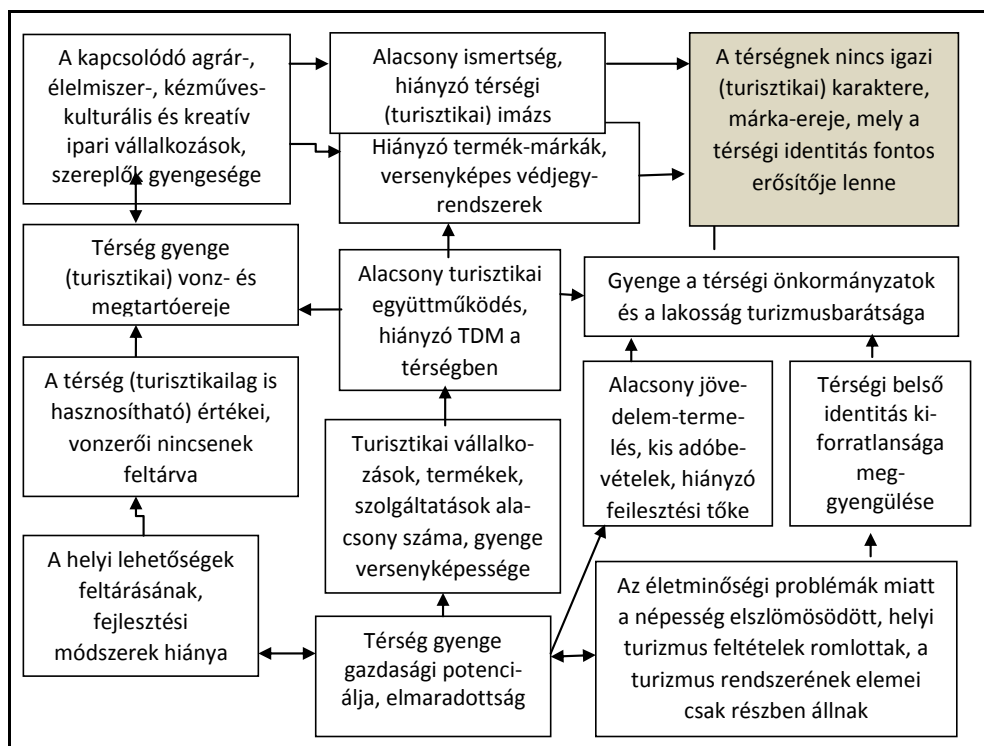 A kapcsolódó agrár-,
élelmiszer-, kézműves-
kulturális és kreatív
ipari vállalkozások,
szereplők gyengesége
Alacsony ismertség,
hiányzó térségi
(turisztikai) imázs
A térségnek nincs igazi
(turisztikai) karaktere,
márka-ereje, mely a
térségi identitás fontos
erősítője lenne
Hiányzó termék-márkák,
versenyképes védjegy-
rendszerek
Térség gyenge
(turisztikai) vonz- és
megtartóereje
Alacsony turisztikai
együttműködés,
hiányzó TDM a
térségben
Gyenge a térségi önkormányzatok
és a lakosság turizmusbarátsága
A térség (turisztikailag is
hasznosítható) értékei,
vonzerői nincsenek
feltárva
Turisztikai vállalko-
zások, termékek,
szolgáltatások ala-
csony száma, gyenge
versenyképessége
Alacsony jöve-
delem-terme-
lés, kis adóbe-
vételek, hiányzó
fejlesztési tőke
Térségi belső
identitás ki-
forratlansága
meg-
gyengülése
A helyi lehetőségek
feltárásának,
fejlesztési
módszerek hiánya
Térség gyenge
gazdasági potenci-
álja, elmaradottság
Az életminőségi problémák miatt
a népesség elszlömösödött, helyi
turizmus feltételek romlottak, a
turizmus rendszerének elemei
csak részben állnak